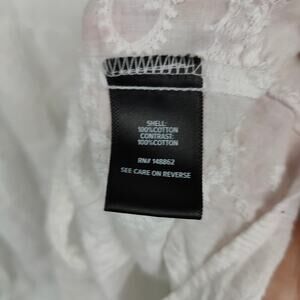 SHELL:
100%COTTON
CONTRAST:
100%COTTON
RN# 148862
SEE CARE ON REVERSE